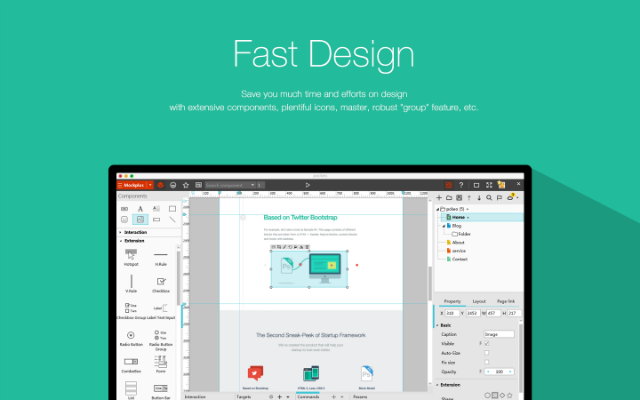 Fast Design
Save you much time and efforts on design
with extensive components, plentiful icons, master, robust "group" feature, etc.
Mockplus
Search component
Components
Interaction
Extension
Hotspot
H.Rule
V.Rule
Checkbox
Checkbox Group
Label Text Input
Radio Button
Radio Button
Group
Combobox
Label
Button Bar
Based on Twitter Bootstrap
The Second Sneak-Peek of Startup Framework
Interaction
Targets
Commands
Params
Home
Blog
Folder
About
service
Contact
Property
Layout
Page link
X
Y
W
H
Basic
Caption
Image
Visible
Auto-Size
Fix size
Opacity
100
Extension